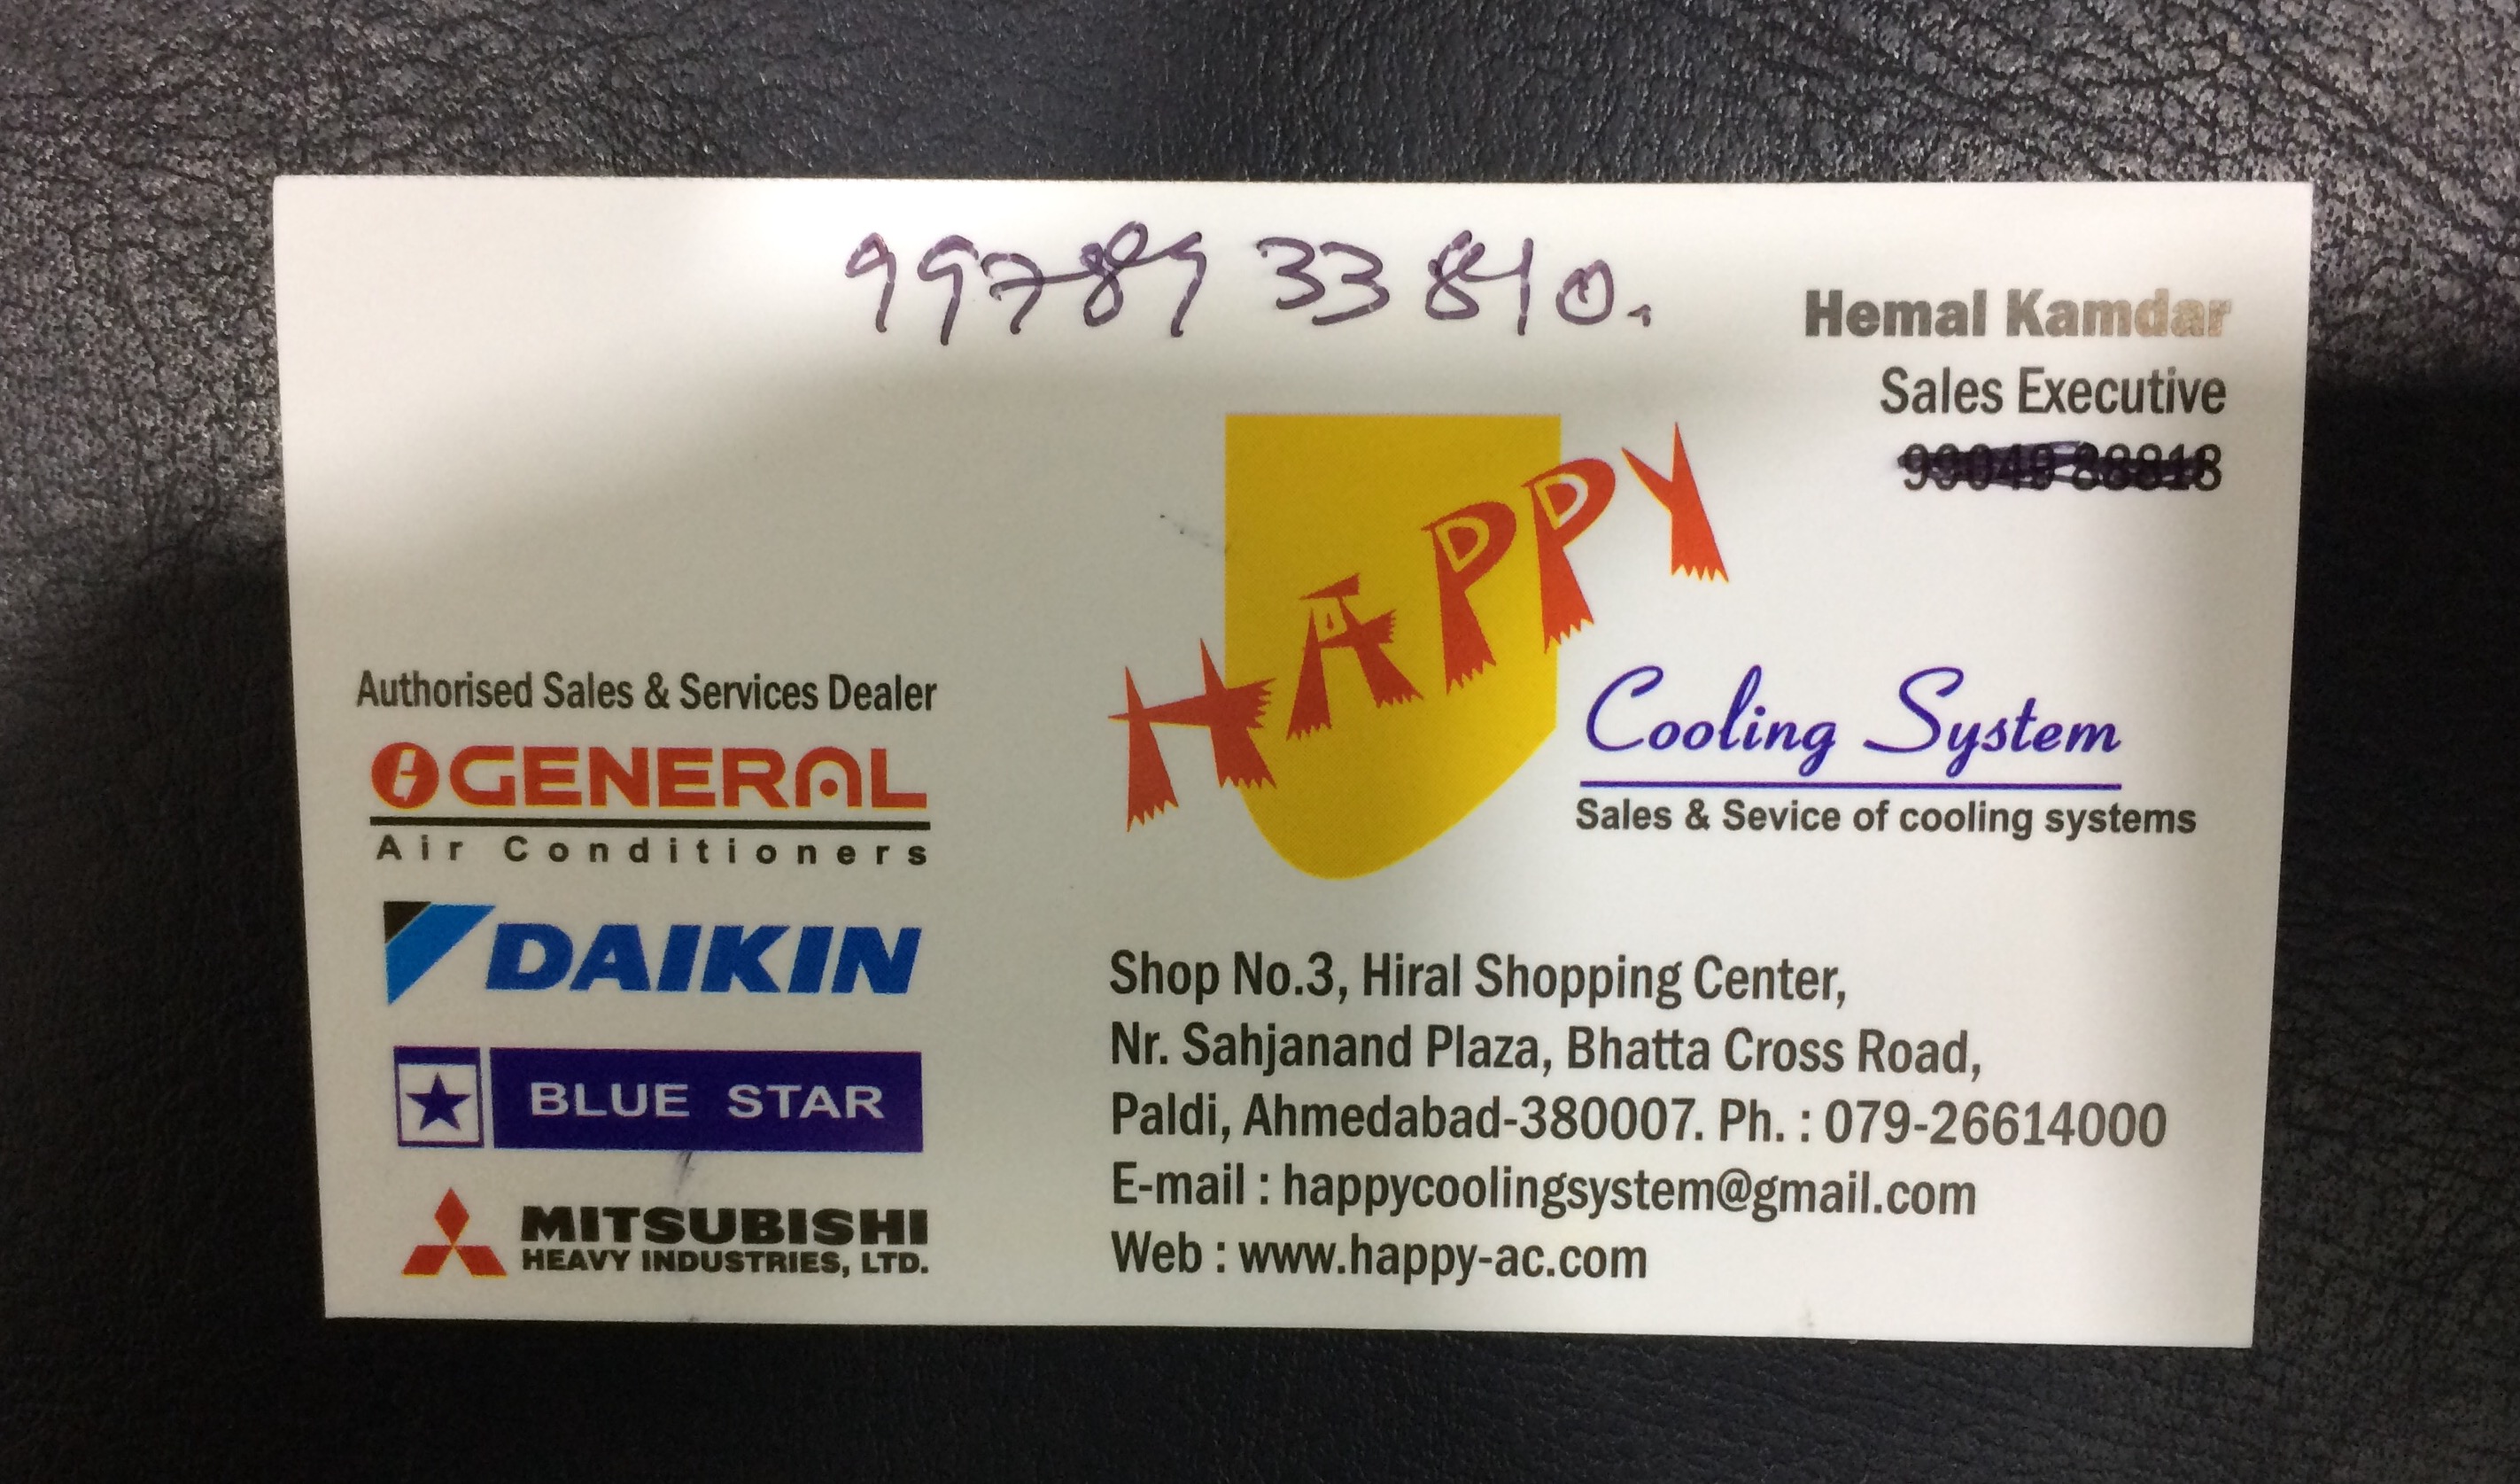 99789 33810.
Hemal Kamdar
Sales Executive
HAPPY
Cooling System
Sales & Sevice of cooling systems
Authorised Sales & Services Dealer
GENERAL
Air Conditioners
DAIKIN
BLUE STAR
MITSUBISHI
HEAVY INDUSTRIES, LTD.
Shop No.3, Hiral Shopping Center,
Nr. Sahjanand Plaza, Bhatta Cross Road,
Paldi, Ahmedabad-380007. Ph. : 079-26614000
E-mail : happycoolingsystem@gmail.com
Web : www.happy-ac.com